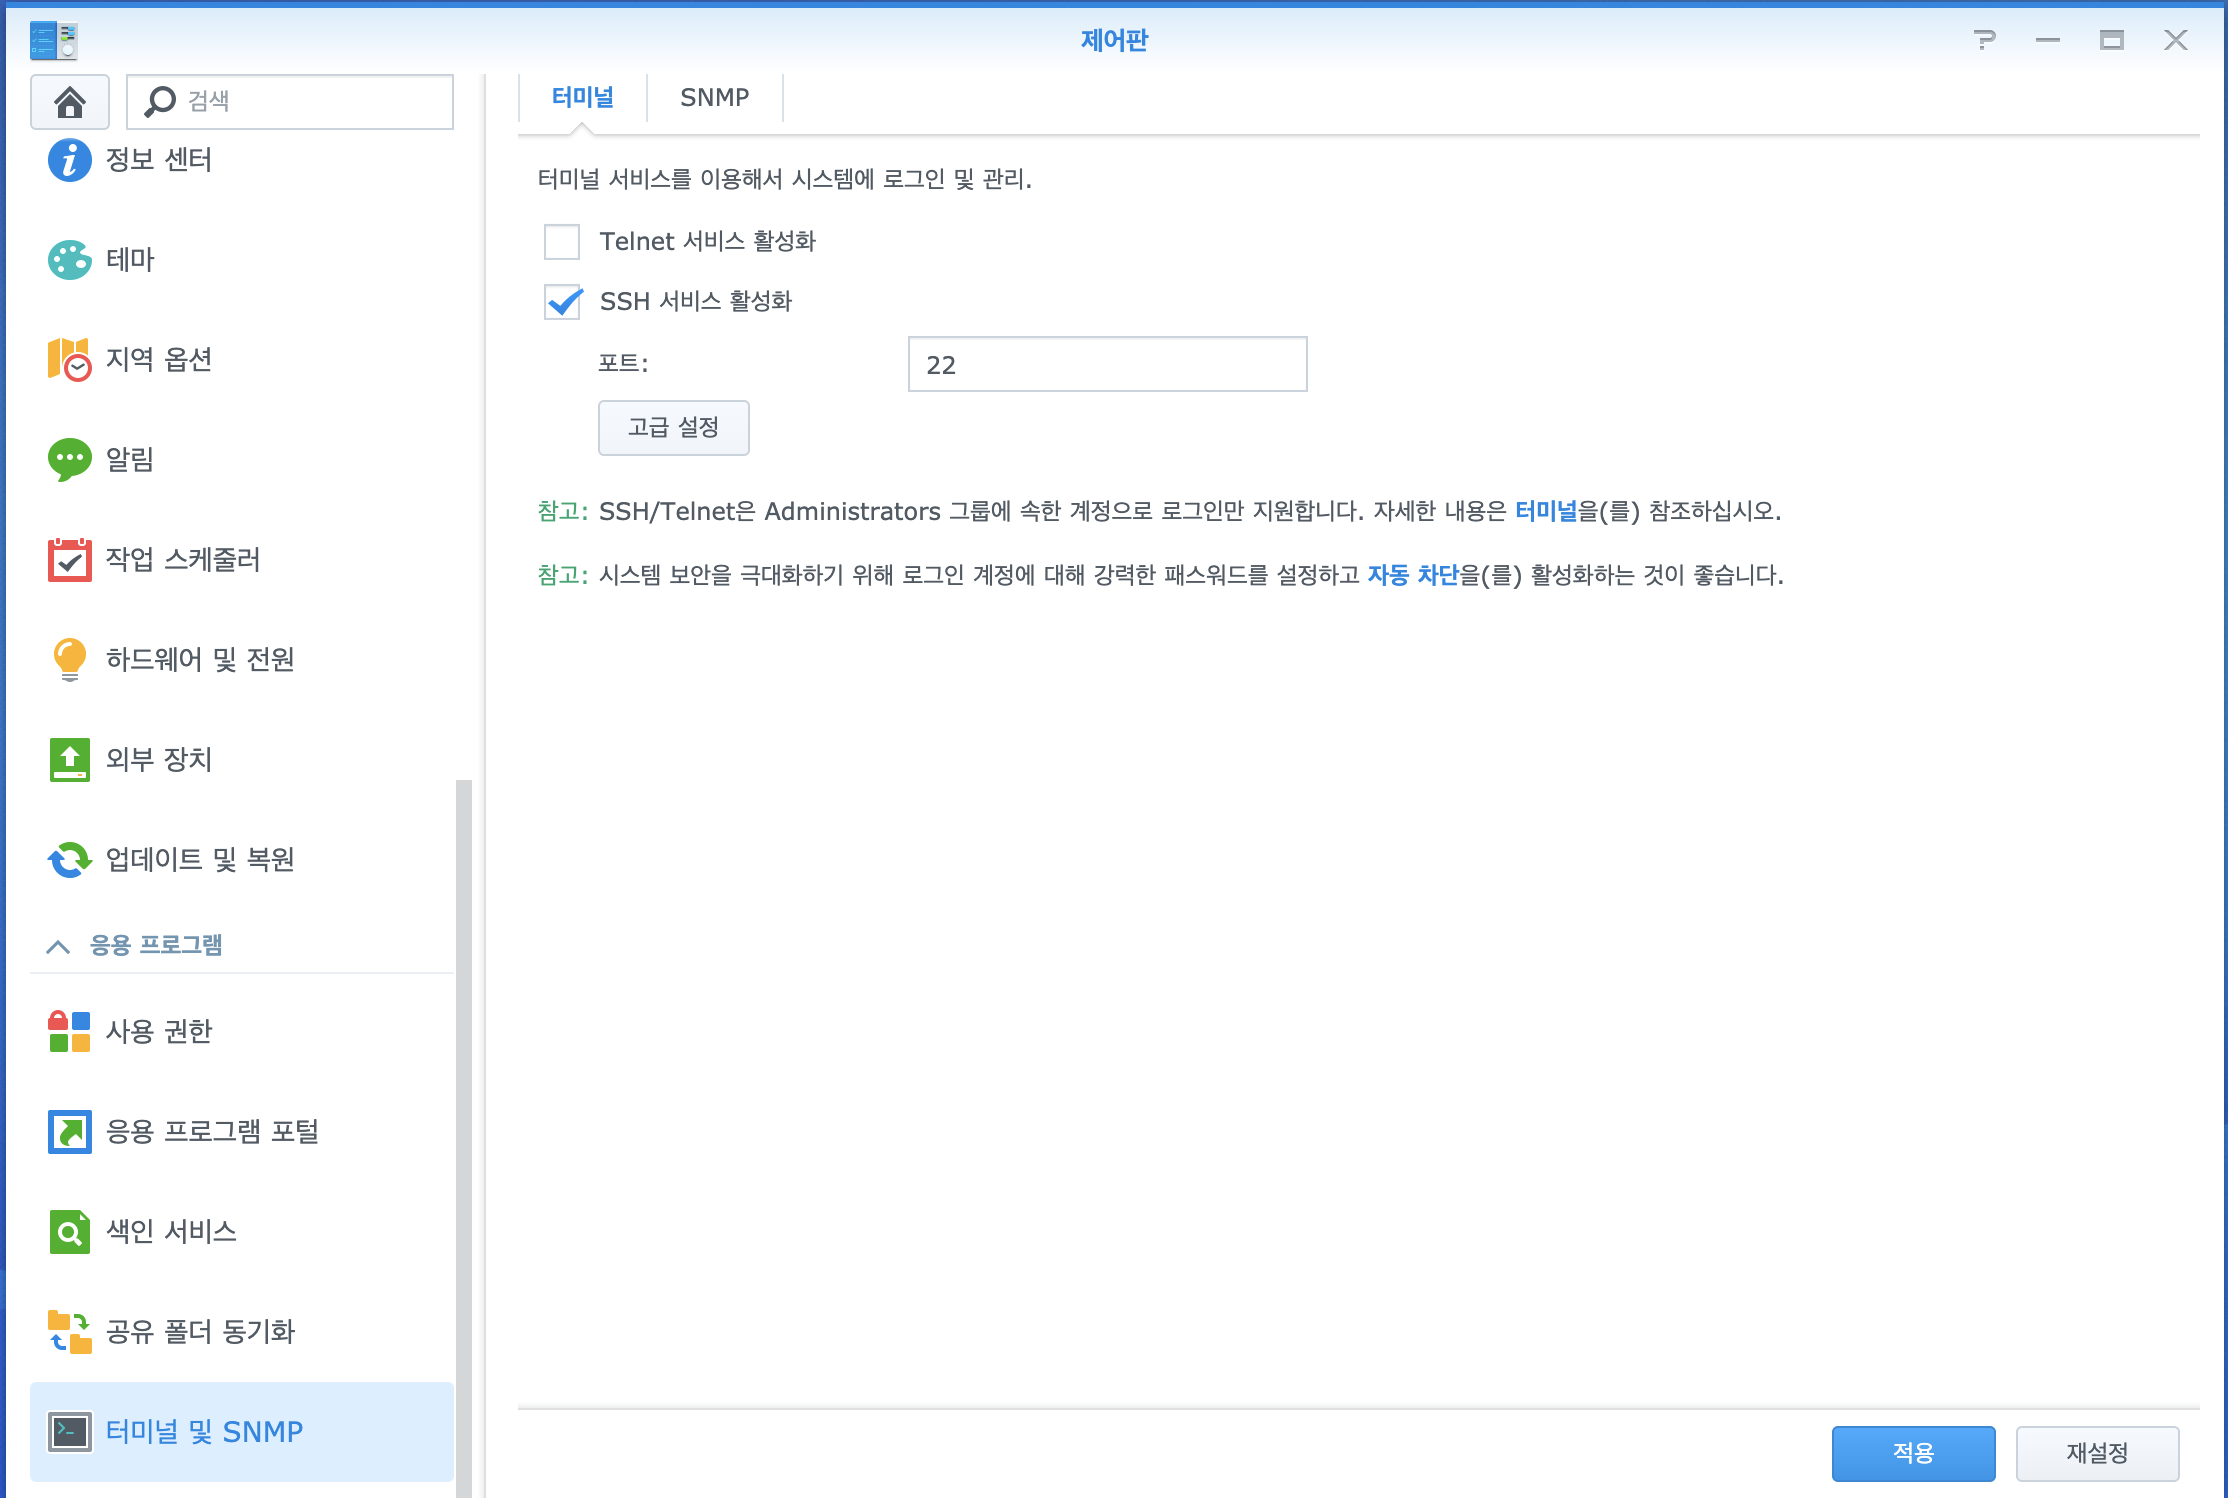 제어판
검색
정보 센터
테마
지역 옵션
알림
작업 스케줄러
하드웨어 및 전원
외부 장치
업데이트 및 복원
응용 프로그램
사용 권한
응용 프로그램 포털
색인 서비스
공유 폴더 동기화
터미널 및 SNMP
터미널
SNMP
터미널 서비스를 이용해서 시스템에 로그인 및 관리.
Telnet 서비스 활성화
SSH 서비스 활성화
포트: 22
고급 설정
참고: SSH/Telnet은 Administrators 그룹에 속한 계정으로 로그인만 지원합니다. 자세한 내용은 터미널을(를) 참조하십시오.
참고: 시스템 보안을 극대화하기 위해 로그인 계정에 대해 강력한 패스워드를 설정하고 자동 차단을(를) 활성화하는 것이 좋습니다.
적용
재설정